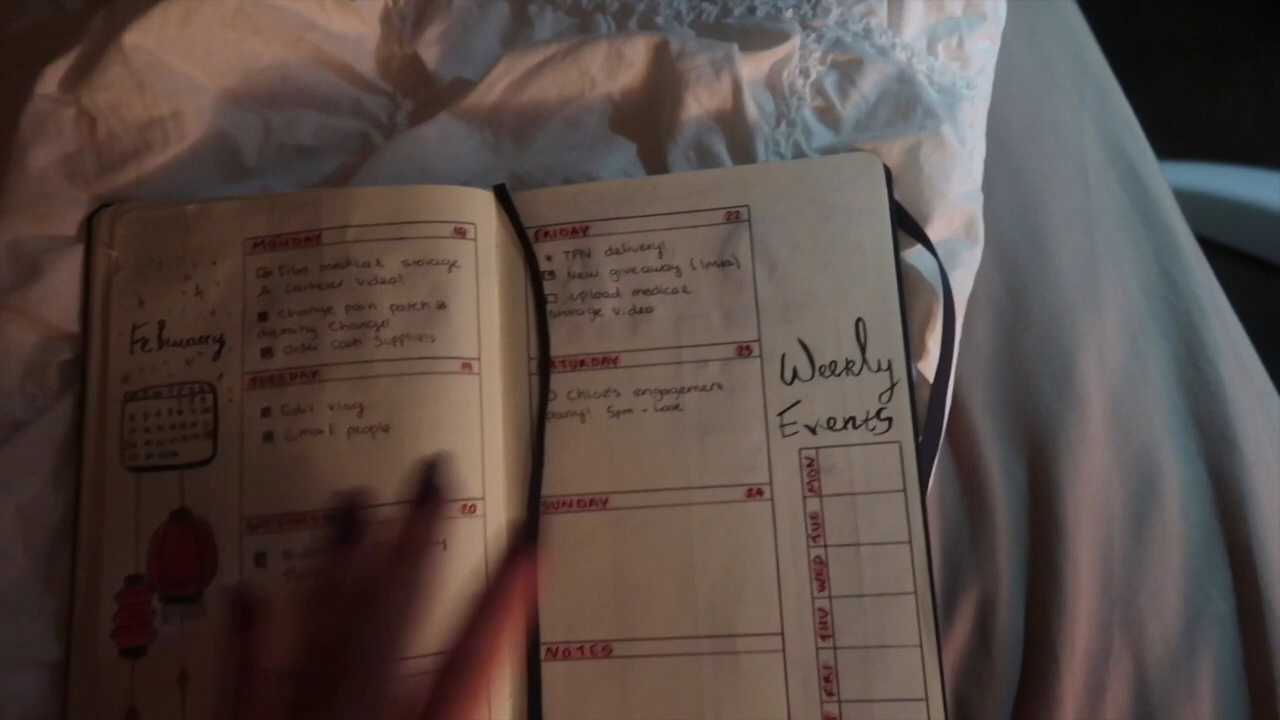 February
MONDAY 18
Film medical storage
& catheter video!
Change pain patch &
dressing change
Order cath supplies
TUESDAY 19
Edit vlog
Email people
20
FRIDAY 22
* TPN delivery!
New giveaway (Insta)
upload medical
storage video
SATURDAY 23
engagement
party! 5pm - Late
SUNDAY 24
NOTES
Weekly
Events
MON
TUE
WED
THU
FRI